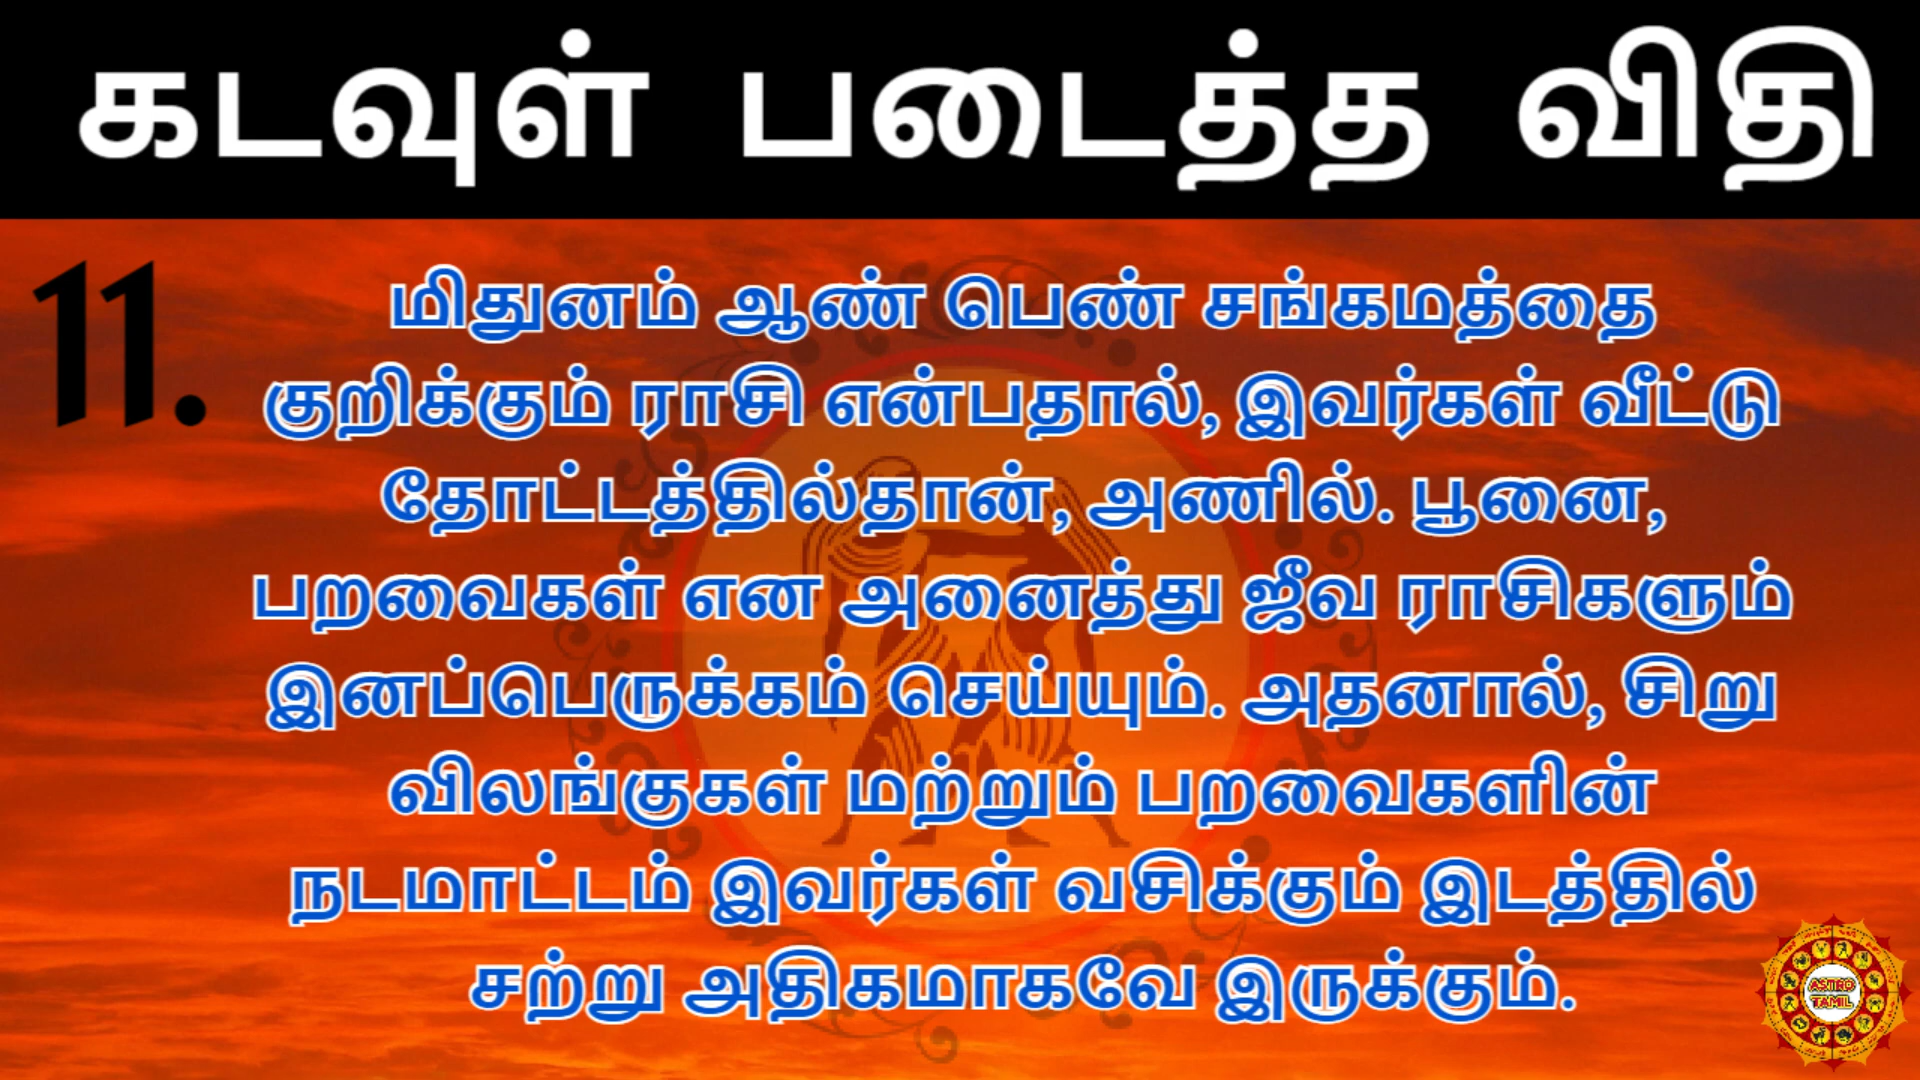 கடவுள் படைத்த விதி
11.
மிதுனம் ஆண் பெண் சங்கமத்தை
குறிக்கும் ராசி என்பதால், இவர்கள் வீட்டு
தோட்டத்தில்தான், அணில். பூனை,
பறவைகள் என அனைத்து ஜீவ ராசிகளும்
இனப்பெருக்கம் செய்யும். அதனால், சிறு
விலங்குகள் மற்றும் பறவைகளின்
நடமாட்டம் இவர்கள் வசிக்கும் இடத்தில்
சற்று அதிகமாகவே இருக்கும்.
ASTRO
TAMIL